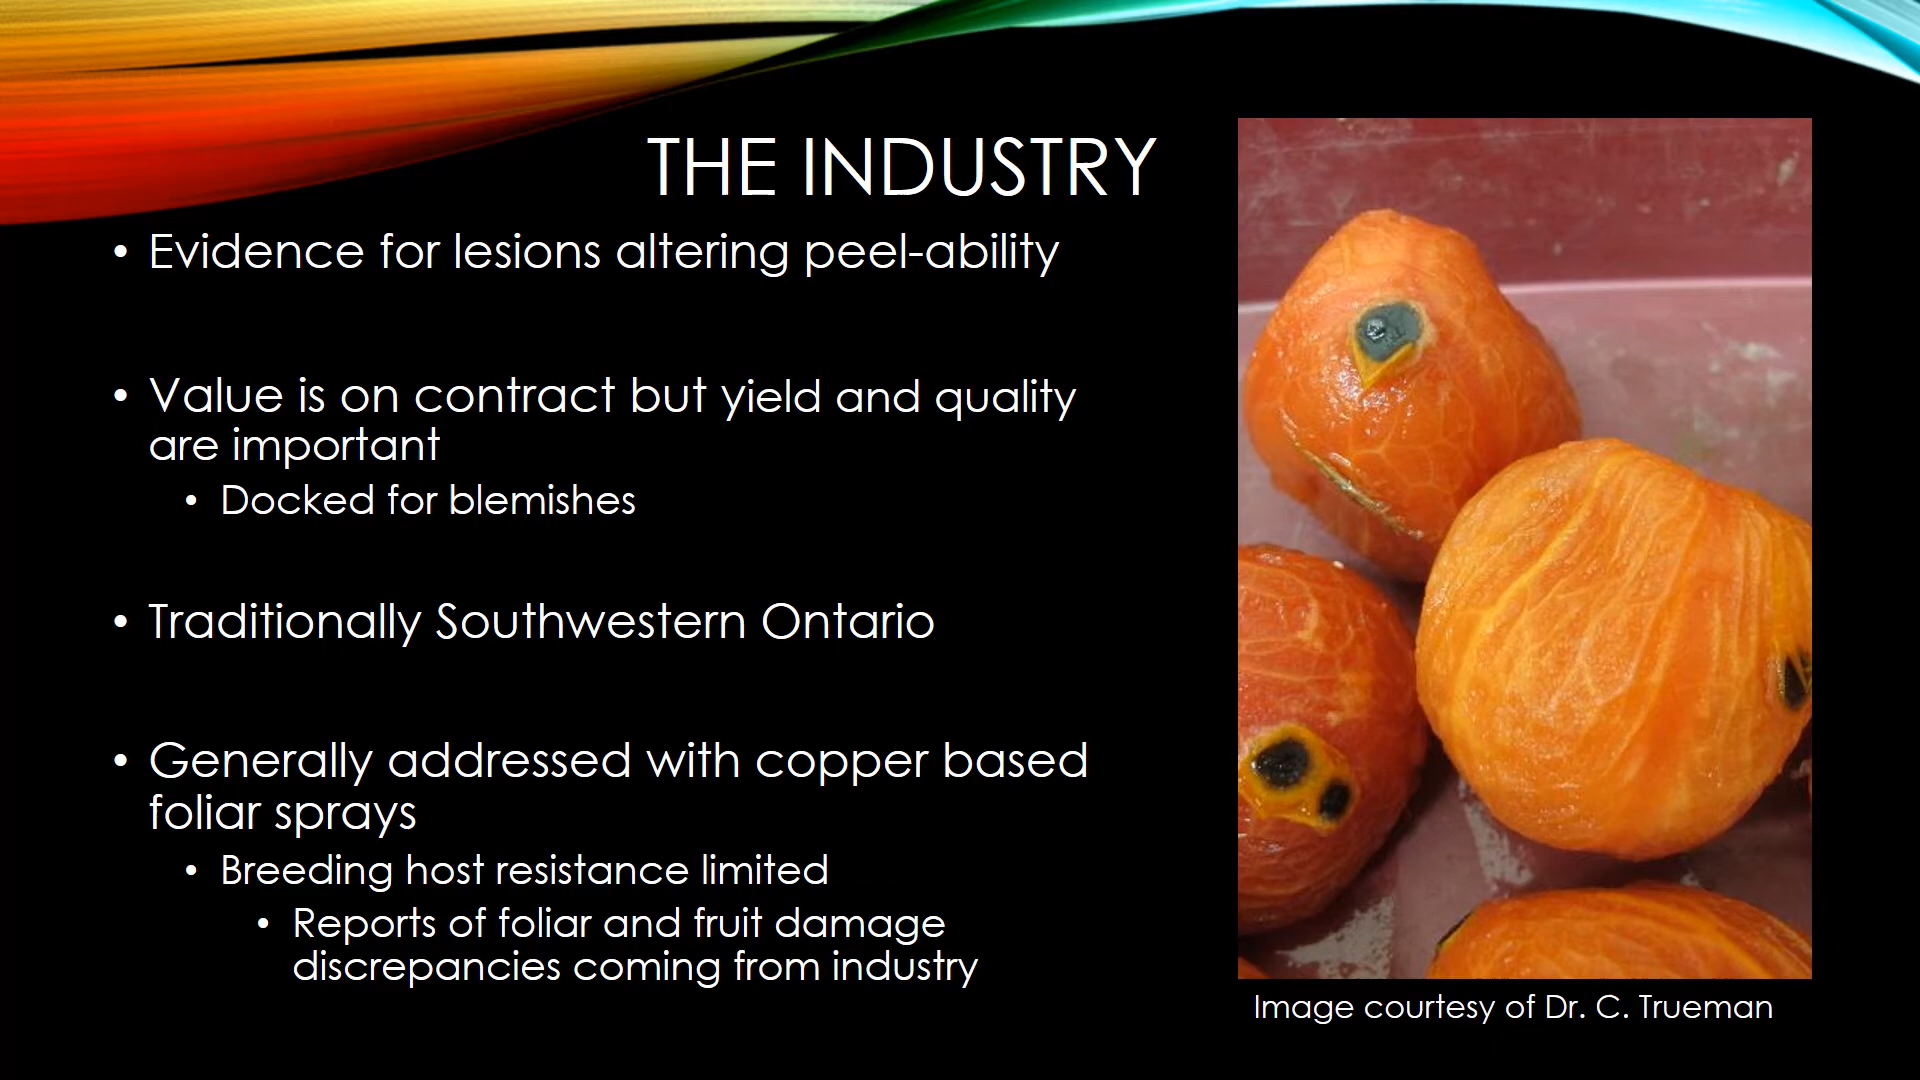 THE INDUSTRY
• Evidence for lesions altering peel-ability
• Value is on contract but yield and quality
are important
• Docked for blemishes
• Traditionally Southwestern Ontario
• Generally addressed with copper based
foliar sprays
• Breeding host resistance limited
• Reports of foliar and fruit damage
discrepancies coming from industry
Image courtesy of Dr. C. Trueman